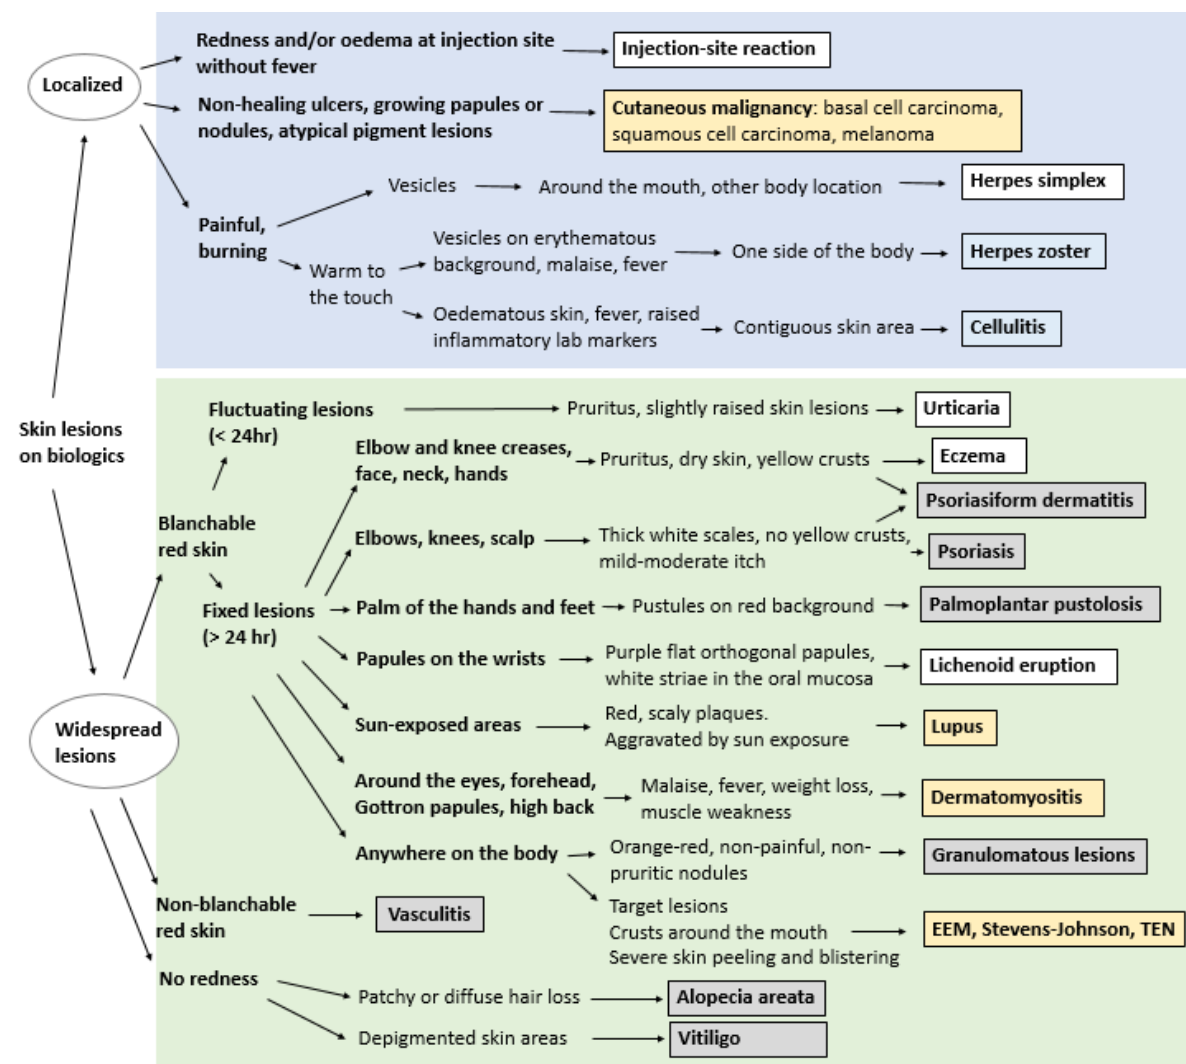 Localized
Redness and/or oedema at injection site
without fever
Injection-site reaction
Non-healing ulcers, growing papules or
nodules, atypical pigment lesions
Cutaneous malignancy: basal cell carcinoma,
squamous cell carcinoma, melanoma
Painful,
burning
Vesicles
Around the mouth, other body location
Herpes simplex
Warm to
the touch
Vesicles on erythematous
background, malaise, fever
One side of the body
Herpes zoster
Oedematous skin, fever, raised
inflammatory lab markers
Contiguous skin area
Cellulitis
Skin lesions
on biologics
Widespread
lesions
Blanchable
red skin
Fluctuating lesions
(< 24hr)
Pruritus, slightly raised skin lesions
Urticaria
Fixed lesions
(> 24 hr)
Elbow and knee creases,
face, neck, hands
Pruritus, dry skin, yellow crusts
Eczema
Psoriasiform dermatitis
Elbows, knees, scalp
Thick white scales, no yellow crusts,
mild-moderate itch
Psoriasis
Palm of the hands and feet
Pustules on red background
Palmoplantar pustolosis
Papules on the wrists
Purple flat orthogonal papules,
white striae in the oral mucosa
Lichenoid eruption
Sun-exposed areas
Red, scaly plaques.
Aggravated by sun exposure
Lupus
Around the eyes, forehead,
Gottron papules, high back
Malaise, fever, weight loss,
muscle weakness
Dermatomyositis
Anywhere on the body
Orange-red, non-painful, non-
pruritic nodules
Granulomatous lesions
Target lesions
Crusts around the mouth
Severe skin peeling and blistering
EEM, Stevens-Johnson, TEN
Non-blanchable
red skin
Vasculitis
No redness
Patchy or diffuse hair loss
Alopecia areata
Depigmented skin areas
Vitiligo